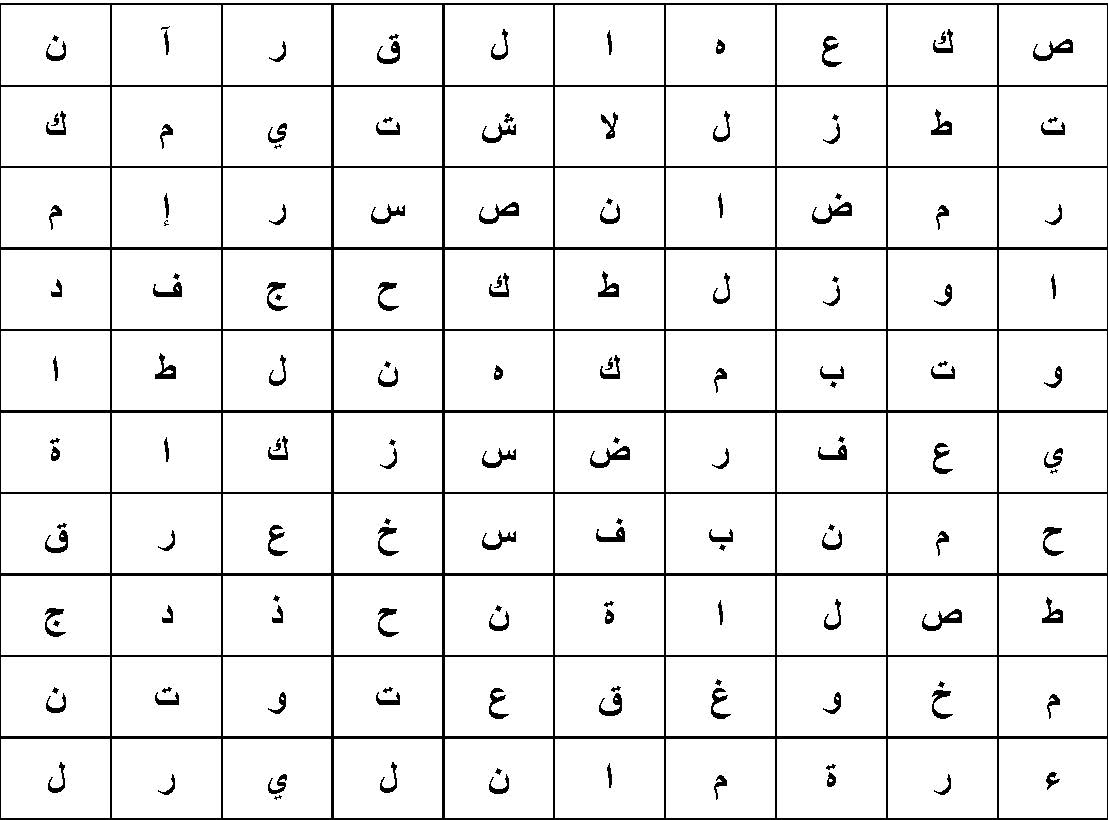 ص ك ع ه ا ل ق ر آ ن
ت ط ز ل لا ش ت ي م ك
ر م ض ا ن ص س ر إ م
ا و ز ل ط ك ح ج ف د
و ت ب م ك ه ن ل ط ا
ي ع ف ر ض س ز ك ا ة
ح م ن ب ف س خ ع ر ق
ط ص ل ا ة ن ح ذ د ج
م خ و غ ق ع ت و ت ن
ء ر ة م ا ن ل ي ر ل